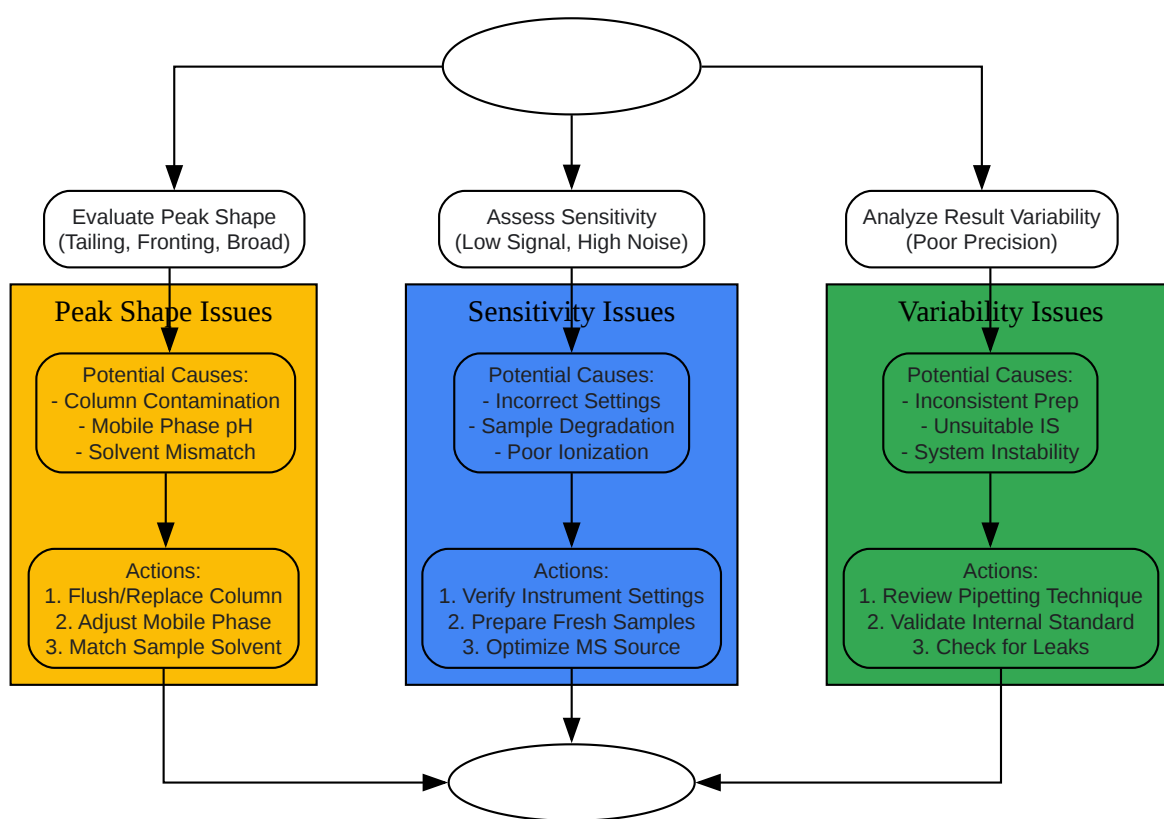 Evaluate Peak Shape
(Tailing, Fronting, Broad)
Assess Sensitivity
(Low Signal, High Noise)
Analyze Result Variability
(Poor Precision)
Peak Shape Issues
Potential Causes:
- Column Contamination
- Mobile Phase pH
- Solvent Mismatch
Actions:
1. Flush/Replace Column
2. Adjust Mobile Phase
3. Match Sample Solvent
Sensitivity Issues
Potential Causes:
- Incorrect Settings
- Sample Degradation
- Poor Ionization
Actions:
1. Verify Instrument Settings
2. Prepare Fresh Samples
3. Optimize MS Source
Variability Issues
Potential Causes:
- Inconsistent Prep
- Unsuitable IS
- System Instability
Actions:
1. Review Pipetting Technique
2. Validate Internal Standard
3. Check for Leaks